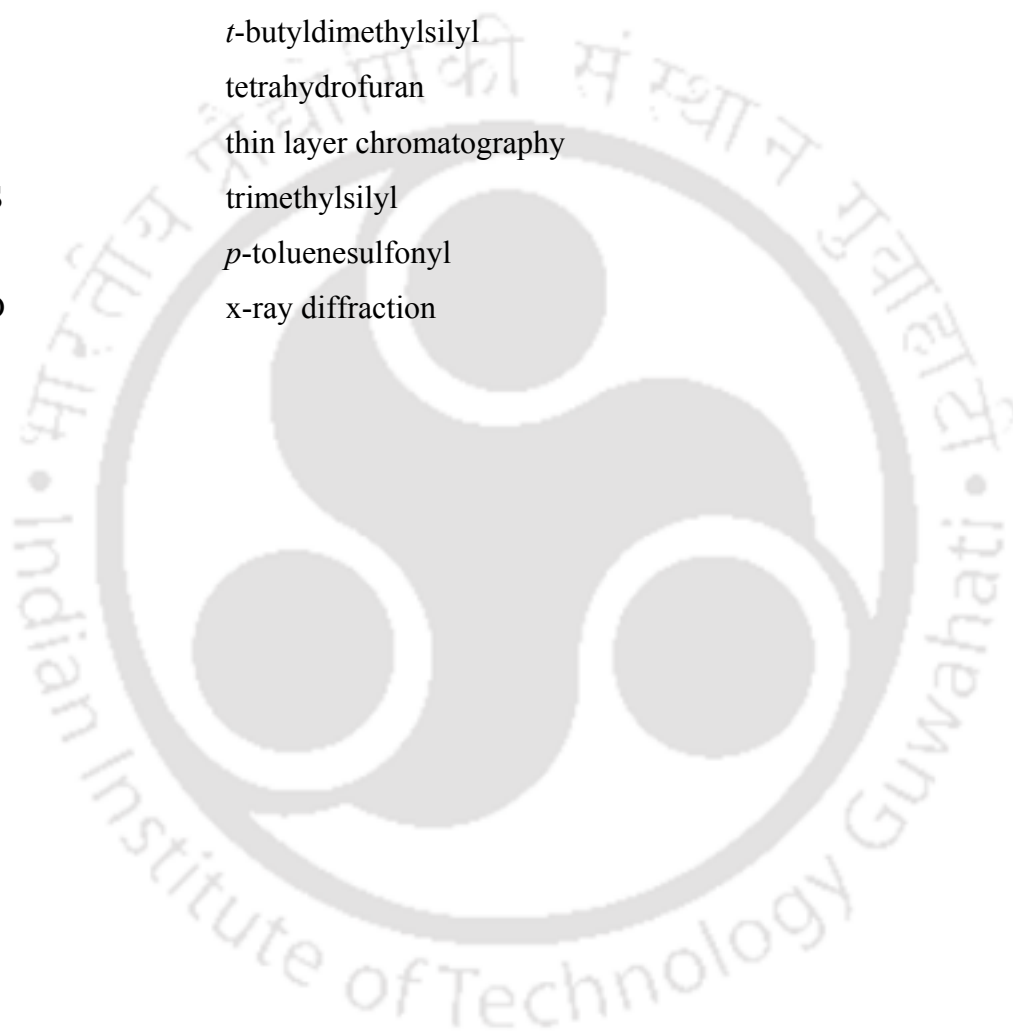 t-butyldimethylsilyl
tetrahydrofuran
thin layer chromatography
S trimethylsilyl
p-toluenesulfonyl
x-ray diffraction
भारतीय प्रौद्योगिकी संस्थान गुवाहाटी
Indian Institute of Technology Guwahati